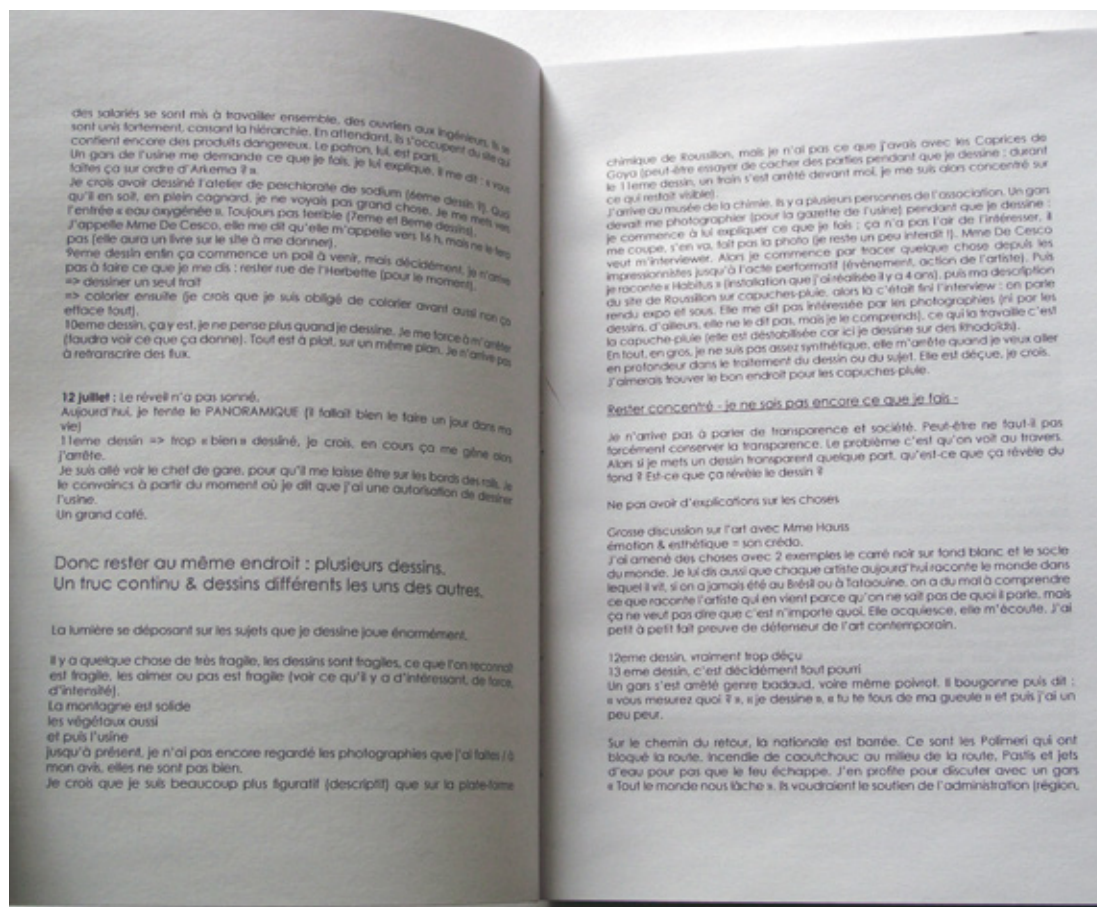 des salariés se sont mis à travailler ensemble, des ouvriers aux ingénieurs. Ils se
sont unis fortement, cassant la hiérarchie. En attendant, ils s'occupent du site qui
contient encore des produits dangereux. Le patron, lui, est parti.
Un gars de l'usine me demande ce que je fais, je lui explique. Il me dit : « vous
faites ça sur ordre d'Arkema ? ».
Je crois avoir dessiné l'atelier de perchlorate de sodium (6eme dessin !). Quoi
qu'il en soit, en plein cagnard, je ne voyais pas grand chose. Je me mets vers
l'entrée « eau oxygénée ». Toujours pas terrible (7eme et 8eme dessins).
J'appelle Mme De Cesco, elle me dit qu'elle m'appelle vers 16 h, mais ne le fera
pas (elle aura un livre sur le site à me donner).
9eme dessin enfin ça commence un poil à venir, mais décidément, je n'arrive
pas à faire ce que je me dis : rester rue de l'Herbette (pour le moment).
=> dessiner un seul trait
=> colorier ensuite (je crois que je suis obligé de colorier avant aussi non ça
efface tout).
10eme dessin, ça y est, je ne pense plus quand je dessine. Je me force à m'arrêter
(faudra voir ce que ça donne). Tout est à plat, sur un même plan. Je n'arrive pas
à retranscrire des flux.
12 juillet : Le réveil n'a pas sonné.
Aujourd'hui, je tente le PANORAMIQUE (il fallait bien le faire un jour dans ma
vie)
11eme dessin => trop « bien » dessiné, je crois, en cours ça me gêne alors
j'arrête.
Je suis allé voir le chef de gare, pour qu'il me laisse être sur les bords des rails. Je
le convaincs à partir du moment où je dit que j'ai une autorisation de dessiner
l'usine.
Un grand café.
Donc rester au même endroit : plusieurs dessins.
Un truc continu & dessins différents les uns des autres.
La lumière se déposant sur les sujets que je dessine joue énormément.
Il y a quelque chose de très fragile, les dessins sont fragiles, ce que l'on reconnaît
est fragile, les aimer ou pas est fragile (voir ce qu'il y a d'intéressant, de force,
d'intensité).
La montagne est solide
les végétaux aussi
et puis l'usine
jusqu'à présent, je n'ai pas encore regardé les photographies que j'ai faites / à
mon avis, elles ne sont pas bien.
Je crois que je suis beaucoup plus figuratif (descriptif) que sur la plate-forme
chimique de Roussillon, mais je n'ai pas ce que j'avais avec les Caprices de
Goya (peut-être essayer de cacher des parties pendant que je dessine : durant
le 11eme dessin, un train s'est arrêté devant moi, je me suis alors concentré sur
ce qui restait visible).
J'arrive au musée de la chimie. Il y a plusieurs personnes de l'association. Un gars
devait me photographier (pour la gazette de l'usine) pendant que je dessine :
je commence à lui expliquer ce que je fais ; ça n'a pas l'air de l'intéresser, il
me coupe, s'en va, fait pas la photo (je reste un peu interdit !). Mme De Cesco
veut m'interviewer. Alors je commence par tracer quelque chose depuis les
impressionnistes jusqu'à l'acte performatif (événement, action de l'artiste). Puis
je raconte « Habitus » (installation que j'ai réalisée il y a 4 ans), puis ma description
du site de Roussillon sur capuches-pluie, alors là c'était fini l'interview : on parle
rendu expo et sous. Elle me dit pas intéressée par les photographies (ni par les
dessins, d'ailleurs, elle ne le dit pas, mais je le comprends), ce qui la travaille c'est
la capuche-pluie (elle est déstabilisée car ici je dessine sur des Rhodoïds).
En tout, en gros, je ne suis pas assez synthétique, elle m'arrête quand je veux aller
en profondeur dans le traitement du dessin ou du sujet. Elle est déçue, je crois.
J'aimerais trouver le bon endroit pour les capuches-pluie.
Rester concentré - je ne sais pas encore ce que je fais -
Je n'arrive pas à parler de transparence et société. Peut-être ne faut-il pas
forcément conserver la transparence. Le problème c'est qu'on voit au travers.
Alors si je mets un dessin transparent quelque part, qu'est-ce que ça révèle du
fond ? Est-ce que ça révèle le dessin ?
Ne pas avoir d'explications sur les choses
Grosse discussion sur l'art avec Mme Hauss
émotion & esthétique = son crédo.
J'ai amené des choses avec 2 exemples le carré noir sur fond blanc et le socle
du monde. Je lui dis aussi que chaque artiste aujourd'hui raconte le monde dans
lequel il vit, si on a jamais été au Brésil ou à Tataouine, on a du mal à comprendre
ce que raconte l'artiste qui en vient parce qu'on ne sait pas de quoi il parle, mais
ça ne veut pas dire que c'est n'importe quoi. Elle acquiesce, elle m'écoute. J'ai
petit à petit fait preuve de défenseur de l'art contemporain.
12eme dessin, vraiment trop déçu
13 eme dessin, c'est décidément tout pourri
Un gars s'est arrêté genre badaud, voire même poivrot. Il bougonne puis dit :
« vous mesurez quoi ? », « je dessine », « tu te fous de ma gueule » et puis j'ai un
peu peur.
Sur le chemin du retour, la nationale est barrée. Ce sont les Polimeri qui ont
bloqué la route. Incendie de caoutchouc au milieu de la route, Pastis et jets
d'eau pour pas que le feu échappe. J'en profite pour discuter avec un gars
« Tout le monde nous lâche ». Ils voudraient le soutien de l'administration (région,